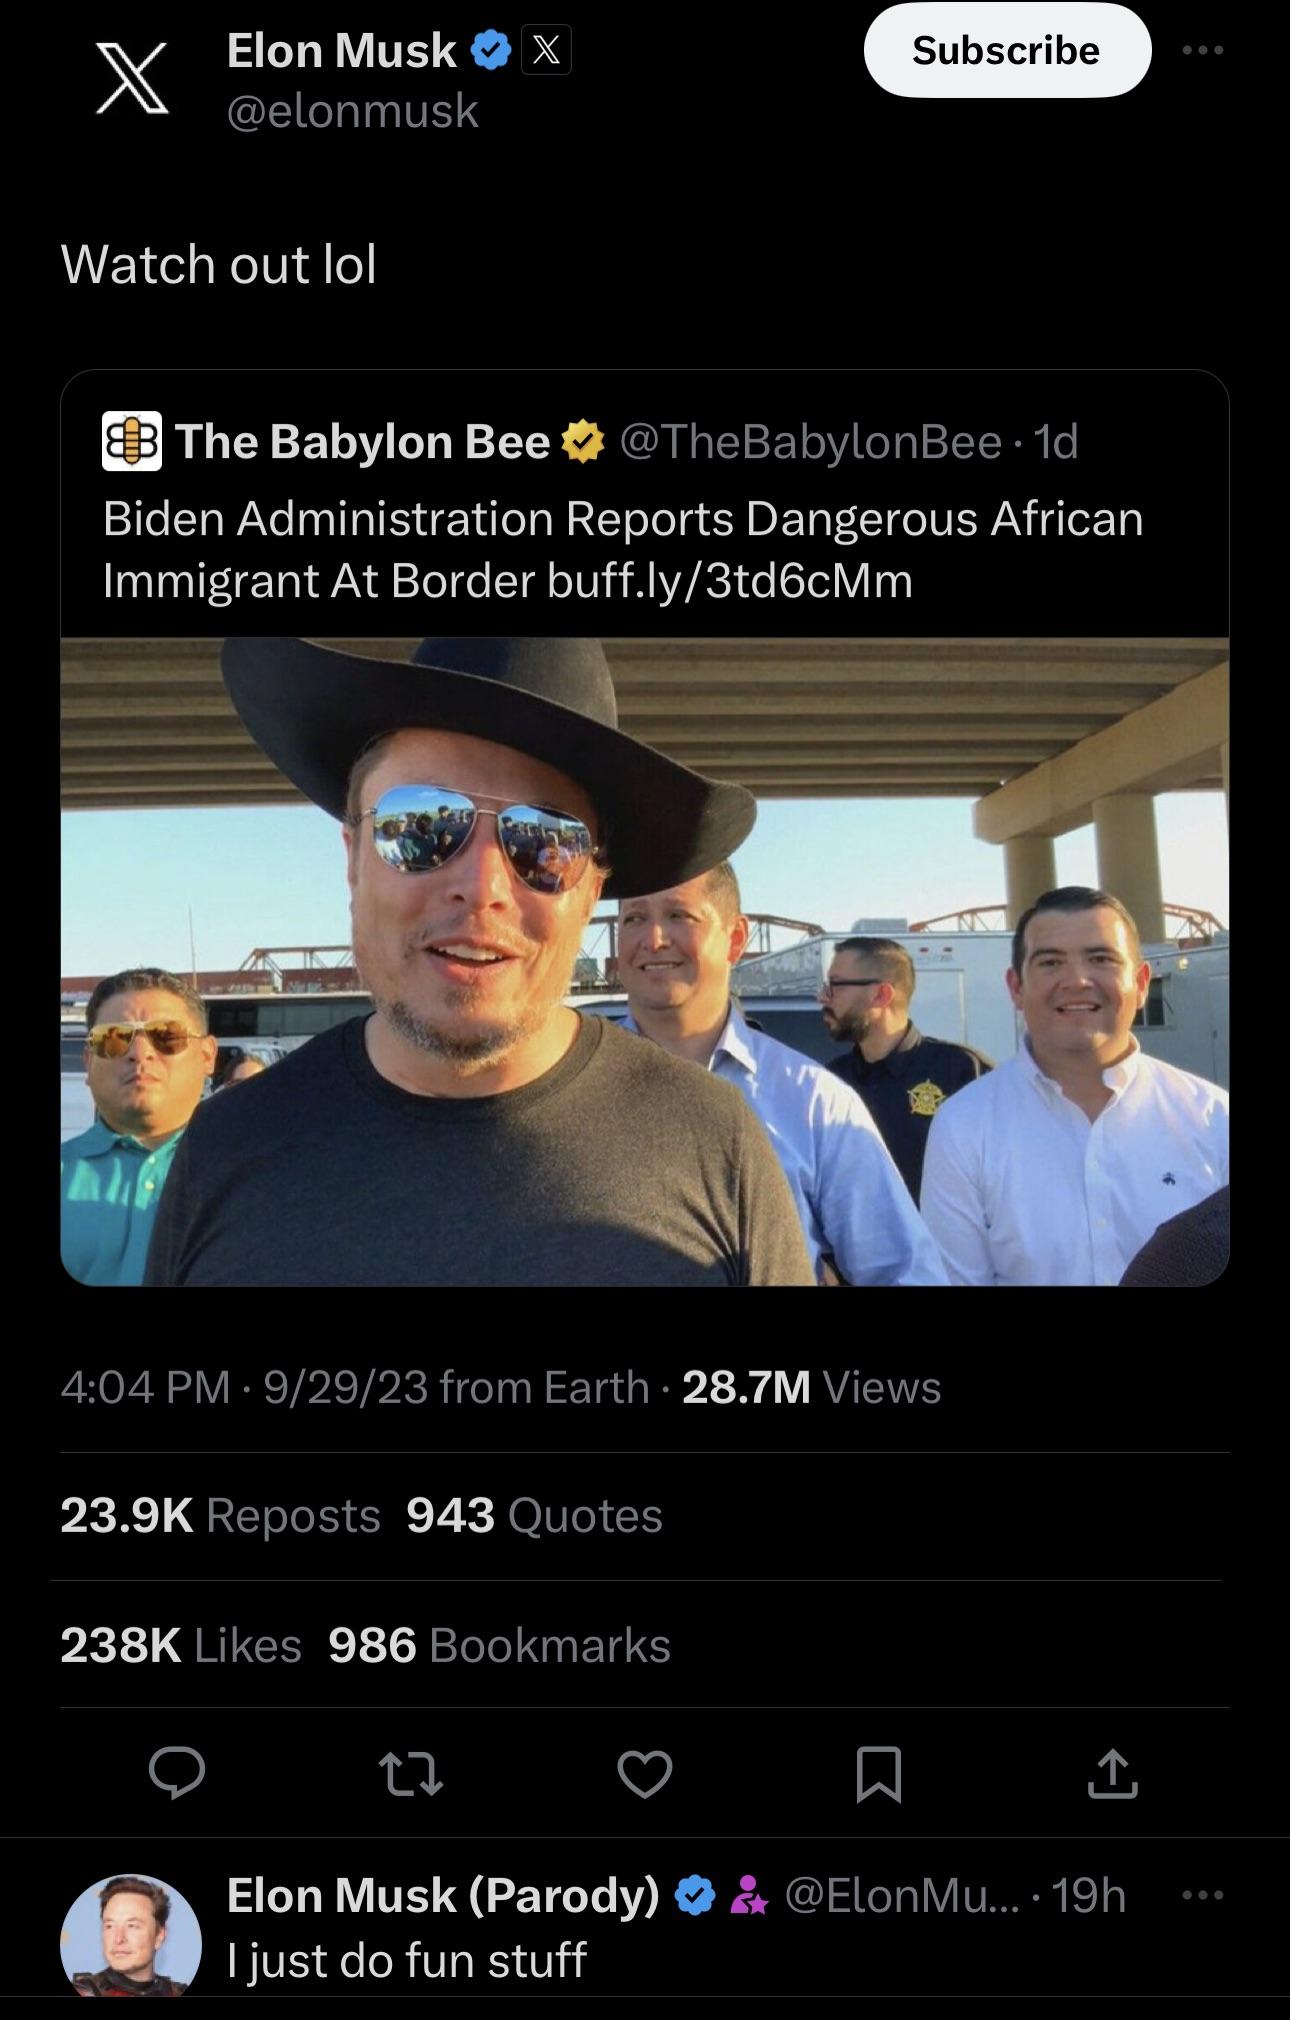 Elon Musk
@elonmusk
Subscribe
Watch out lol
The Babylon Bee @TheBabylonBee · 1d
Biden Administration Reports Dangerous African
Immigrant At Border buff.ly/3td6cMm
4:04 PM · 9/29/23 from Earth · 28.7M Views
23.9K Reposts 943 Quotes
238K Likes 986 Bookmarks
Elon Musk (Parody) @ElonMu... · 19h
I just do fun stuff